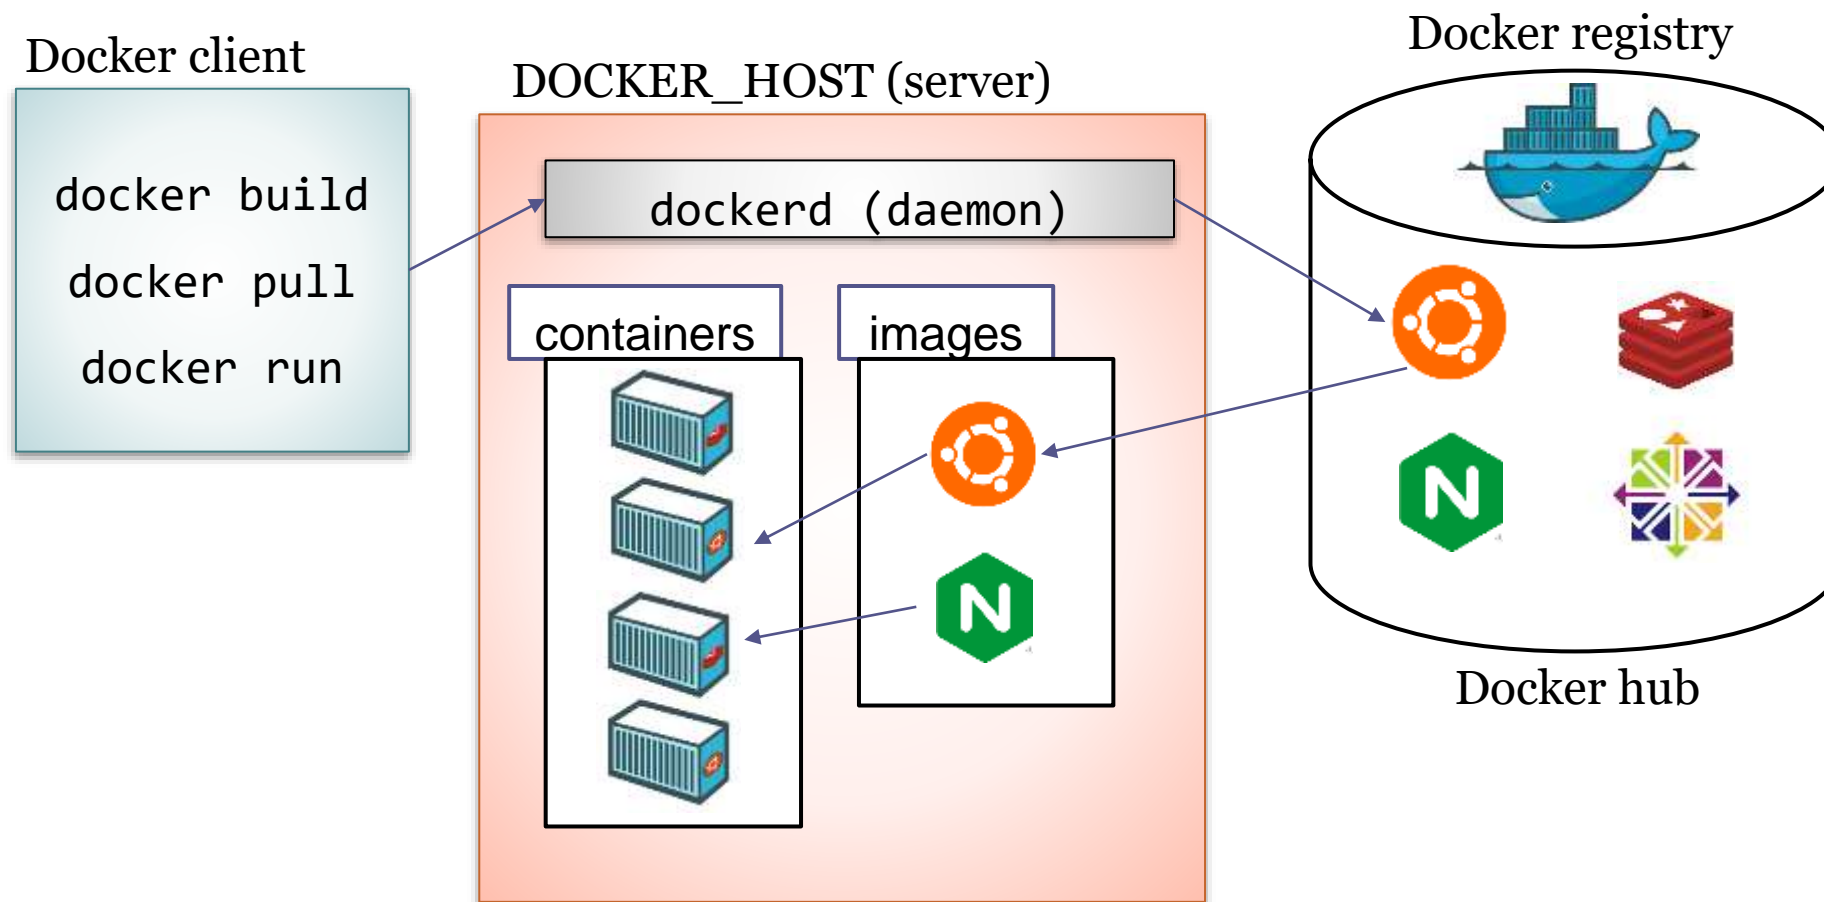 Docker client
docker build
docker pull
docker run
DOCKER_HOST (server)
dockerd (daemon)
containers
images
N
Docker registry
N
Docker hub